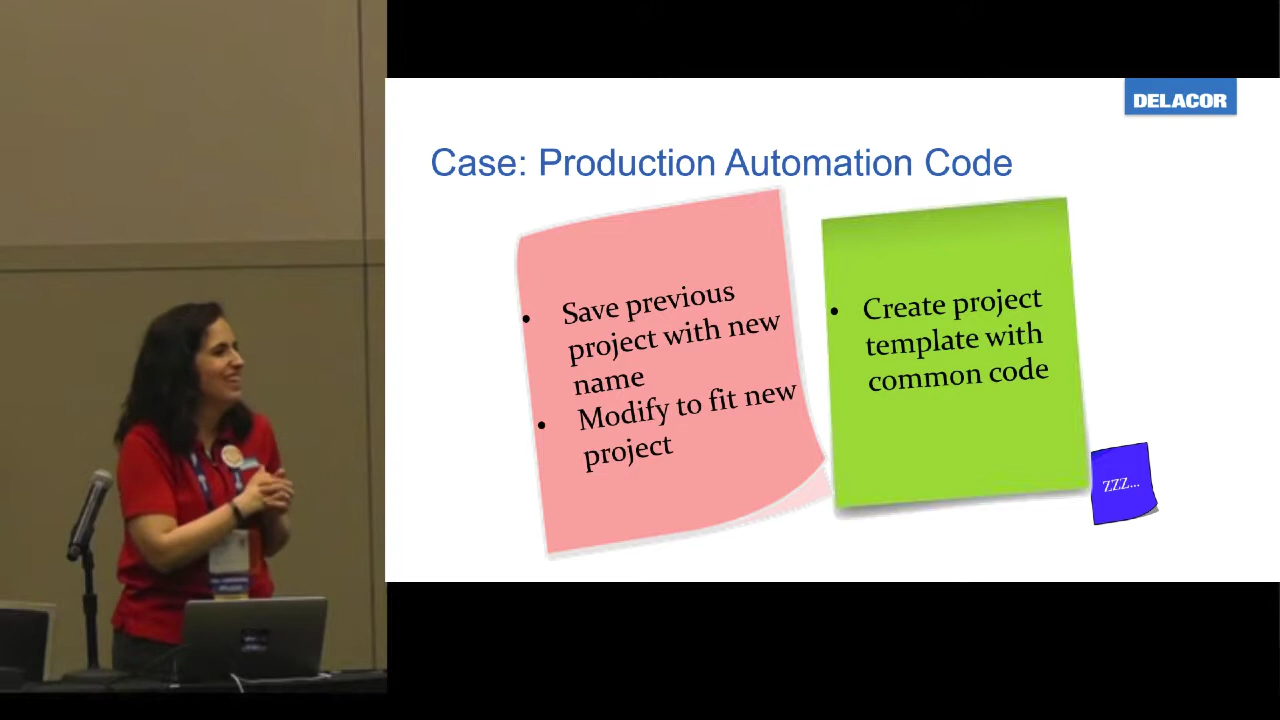 DELACOR
Case: Production Automation Code
• Save previous
project with new
name
• Modify to fit new
project
• Create project
template with
common code
ZZZ...